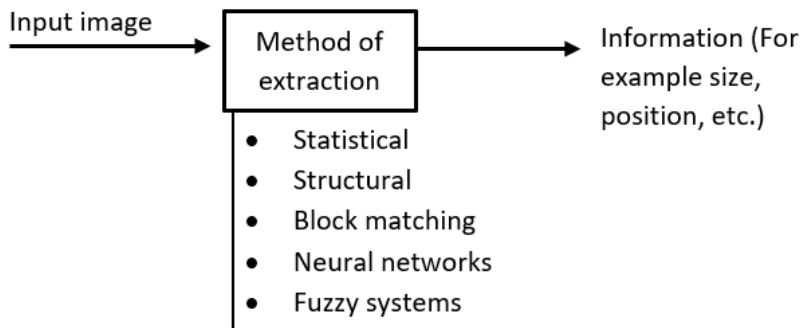 Input image
Method of
extraction
Information (For
example size,
position, etc.)
• Statistical
• Structural
• Block matching
• Neural networks
• Fuzzy systems